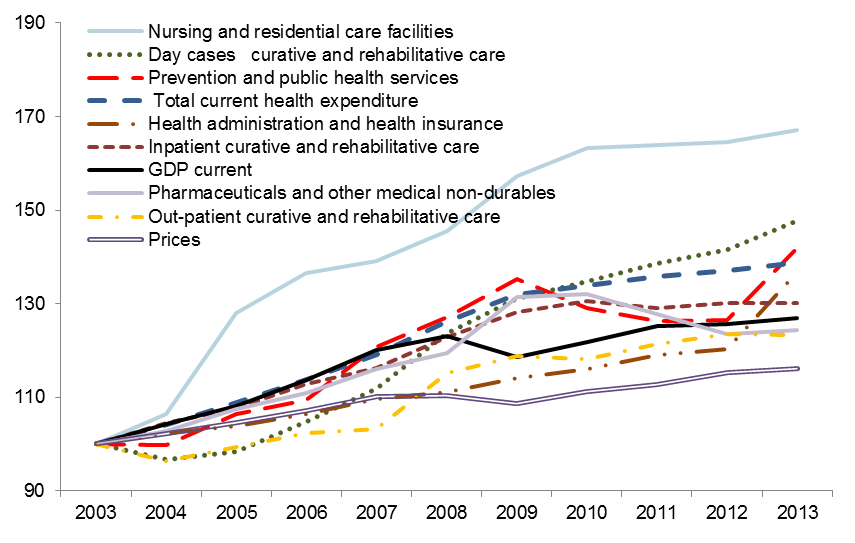 190
170
150
130
110
90
Nursing and residential care facilities
Day cases  curative and rehabilitative care
Prevention and public health services
Total current health expenditure
Health administration and health insurance
Inpatient curative and rehabilitative care
GDP current
Pharmaceuticals and other medical non-durables
Out-patient curative and rehabilitative care
Prices
2003 2004 2005 2006 2007 2008 2009 2010 2011 2012 2013